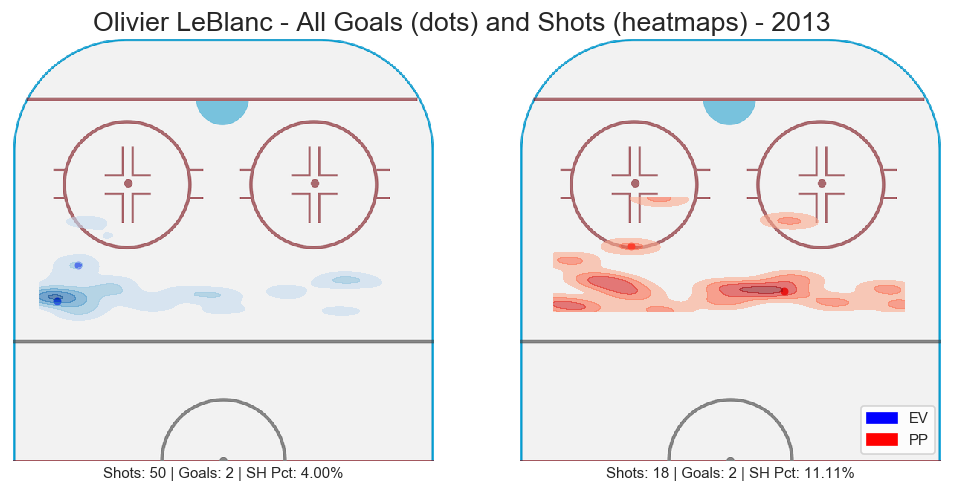 Olivier LeBlanc - All Goals (dots) and Shots (heatmaps) - 2013
EV
PP
Shots: 50 | Goals: 2 | SH Pct: 4.00%
Shots: 18 | Goals: 2 | SH Pct: 11.11%